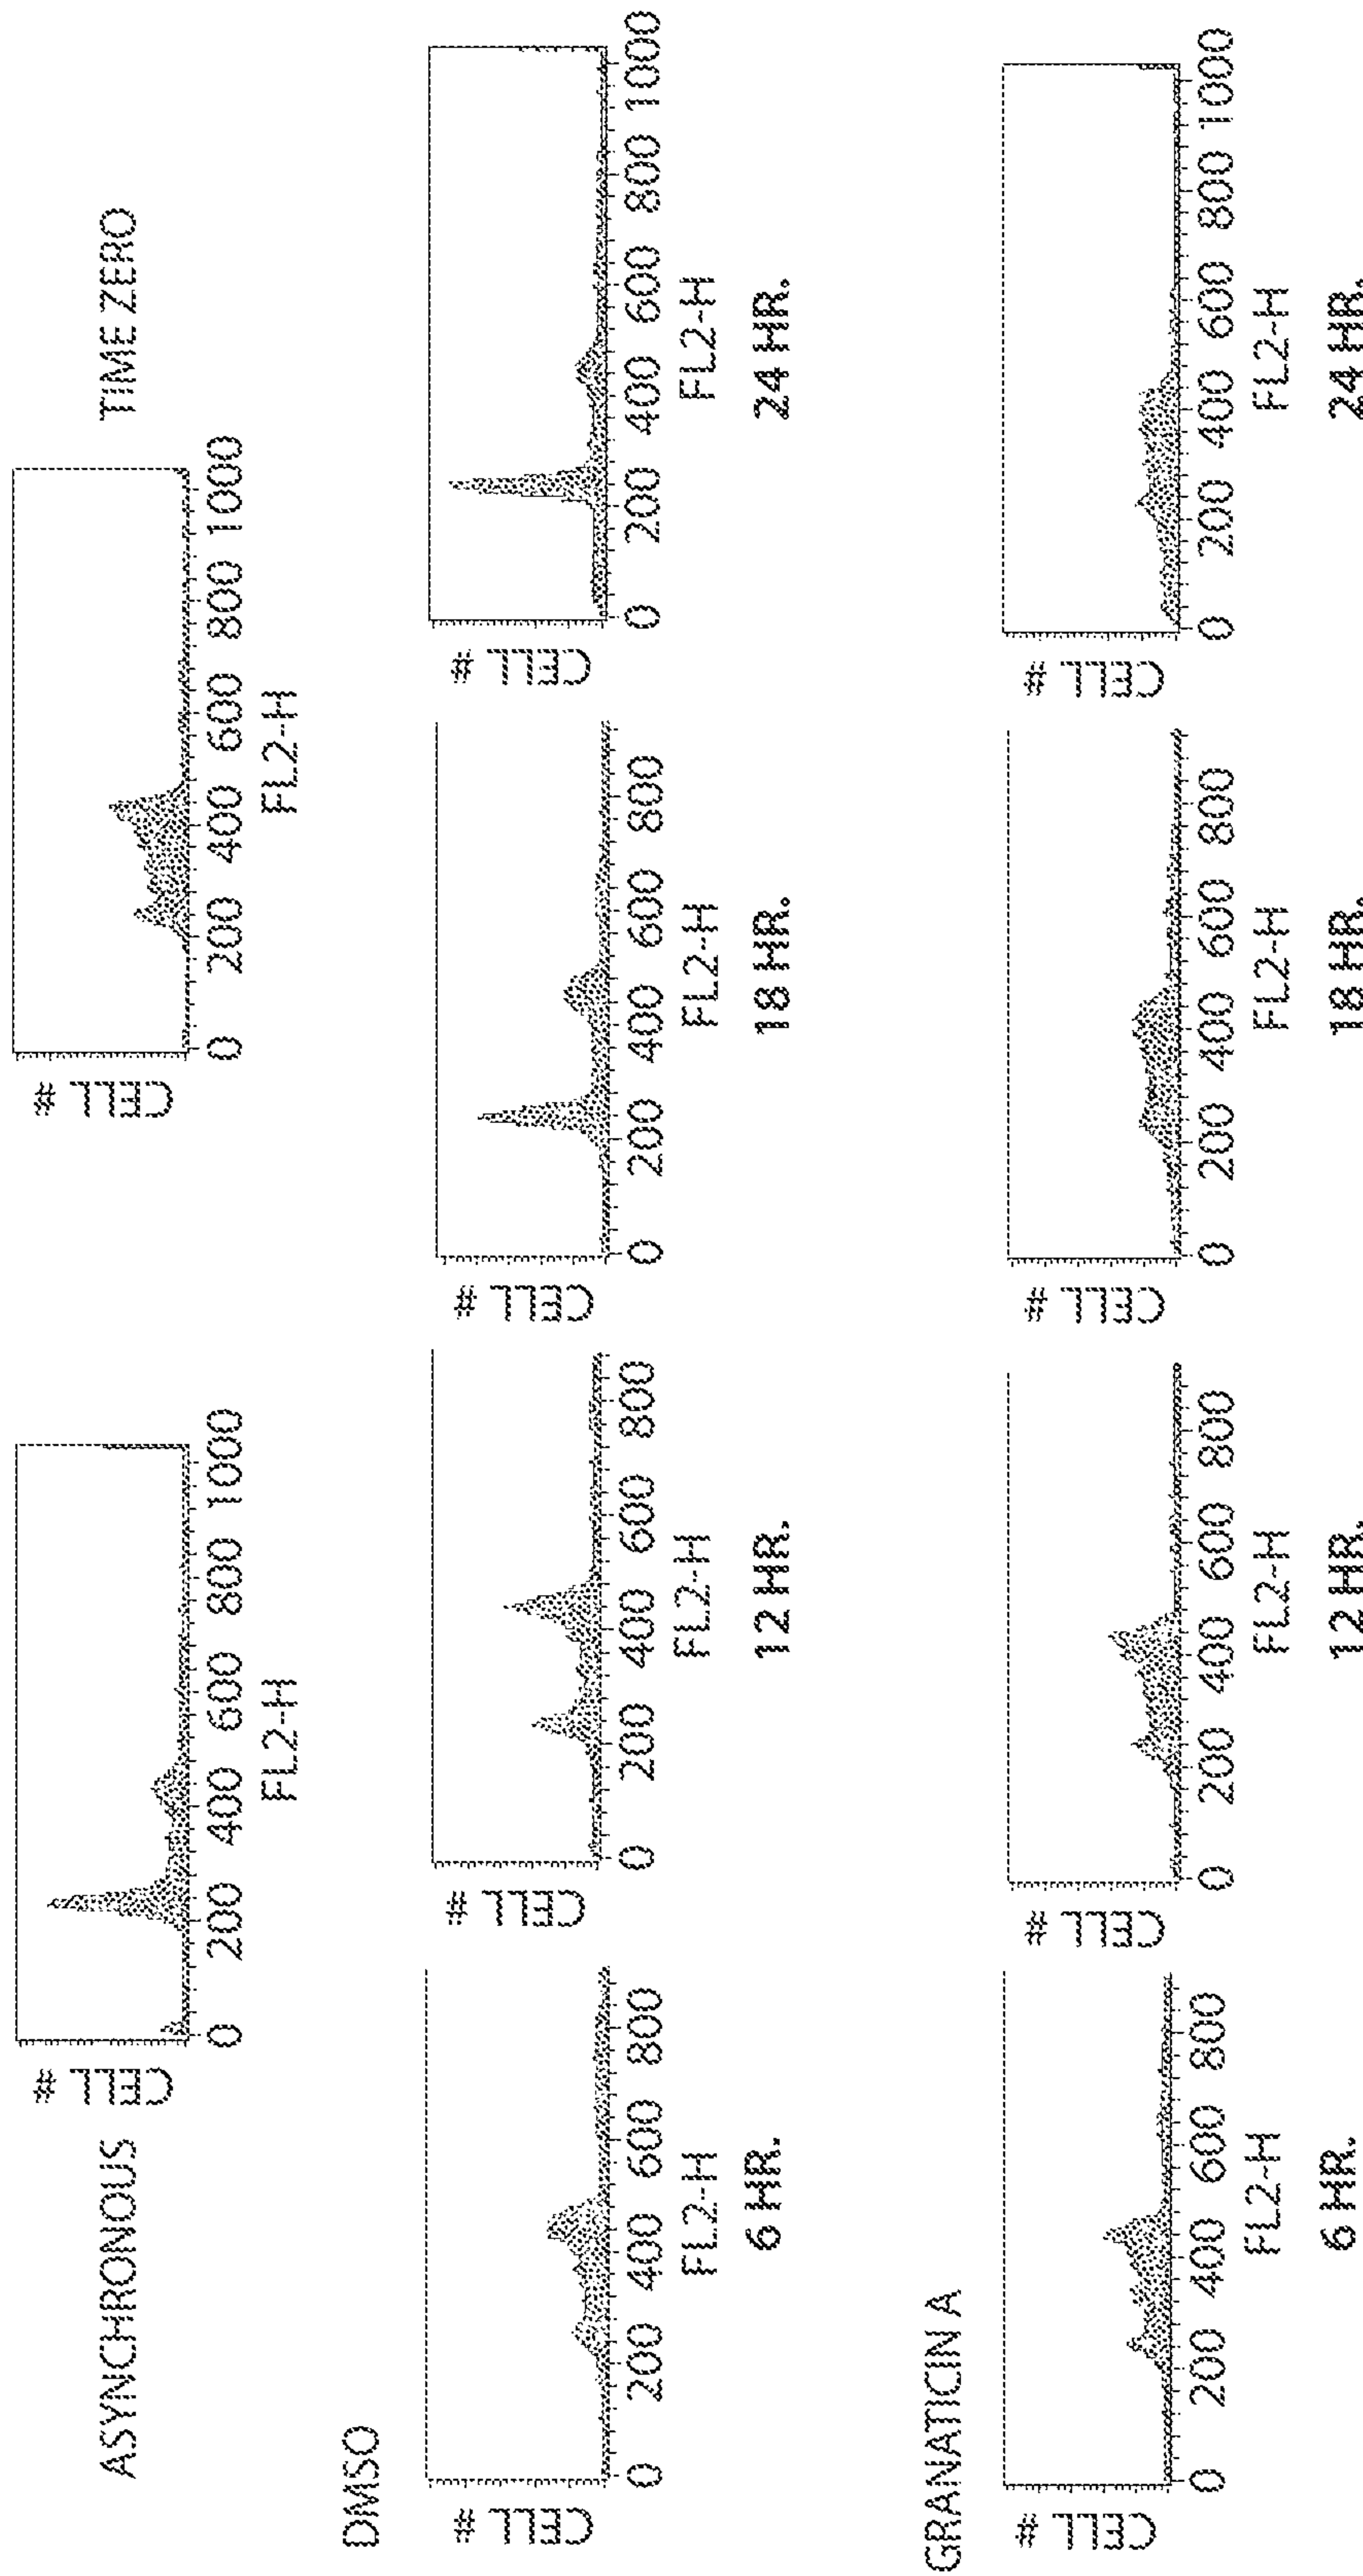 ASYNCHRONOUS
CELL #
0 200 400 600 800 1000
FL2-H
CELL #
0 200 400 600 800 1000
FL2-H
TIME ZERO
DMSO
CELL #
0 200 400 600 800
FL2-H
6 HR.
CELL #
0 200 400 600 800
FL2-H
12 HR.
CELL #
0 200 400 600 800
FL2-H
18 HR.
CELL #
0 200 400 600 800 1000
FL2-H
24 HR.
GRANATICIN A
CELL #
0 200 400 600 800
FL2-H
6 HR.
CELL #
0 200 400 600 800
FL2-H
12 HR.
CELL #
0 200 400 600 800
FL2-H
18 HR.
CELL #
0 200 400 600 800 1000
FL2-H
24 HR.